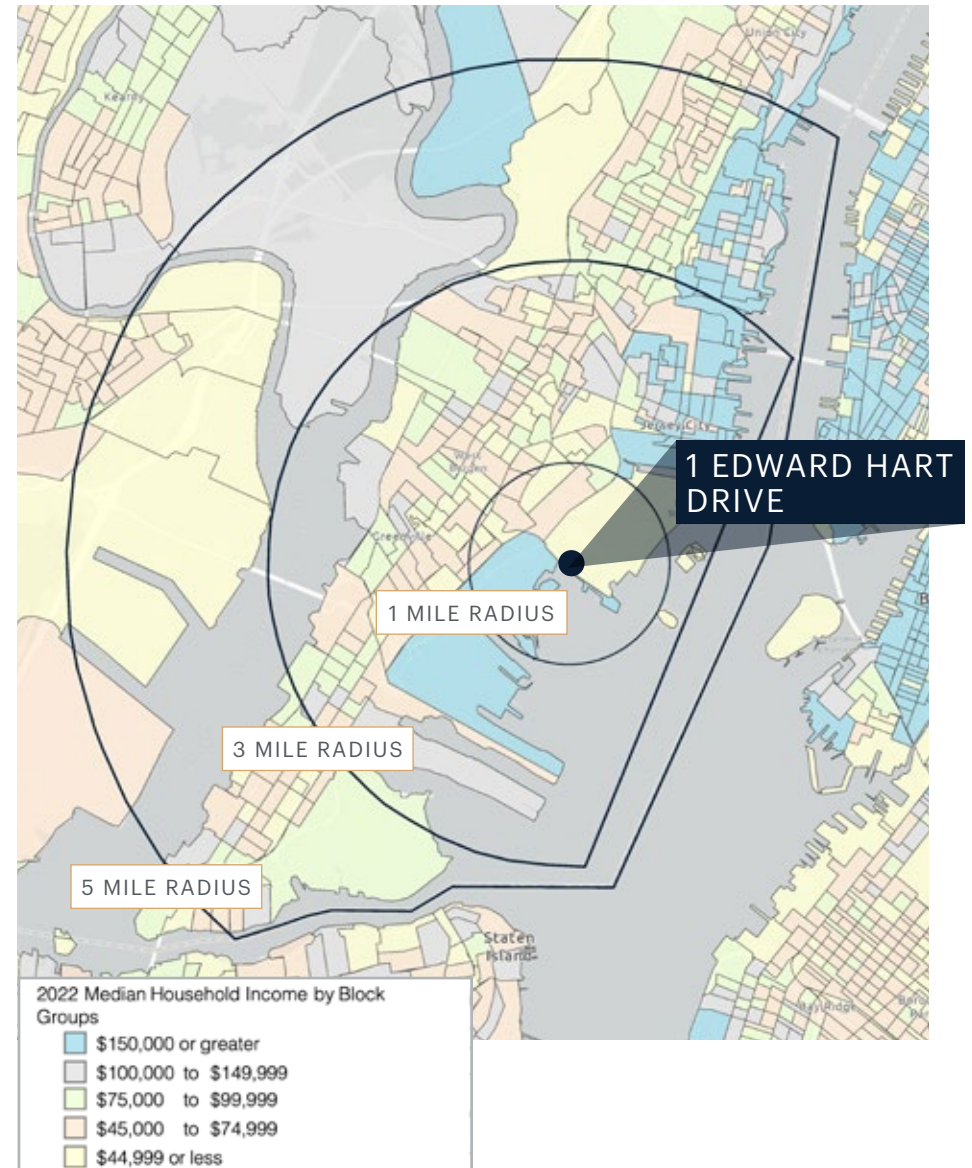 Union City
Kearny
Jersey City
1 EDWARD HART
DRIVE
West
Bergen
Greenville
1 MILE RADIUS
3 MILE RADIUS
5 MILE RADIUS
Staten
Island
Bay Ridge
2022 Median Household Income by Block
Groups
$150,000 or greater
$100,000 to $149,999
$75,000 to $99,999
$45,000 to $74,999
$44,999 or less